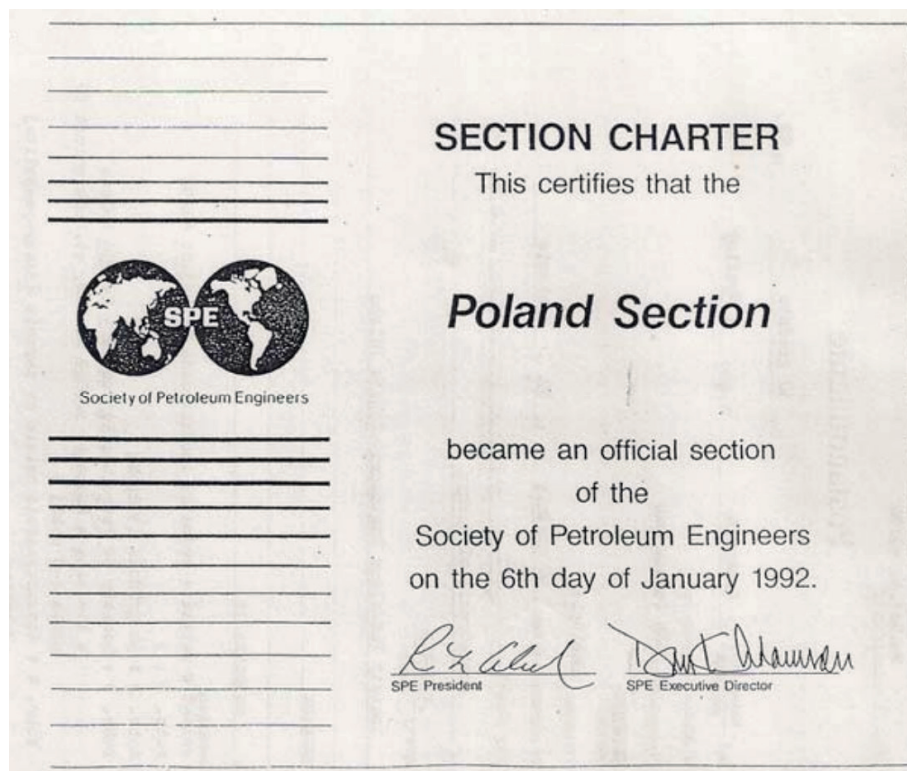 SECTION CHARTER
This certifies that the
SPE
Society of Petroleum Engineers
Poland Section
became an official section
of the
Society of Petroleum Engineers
on the 6th day of January 1992.
SPE President
SPE Executive Director